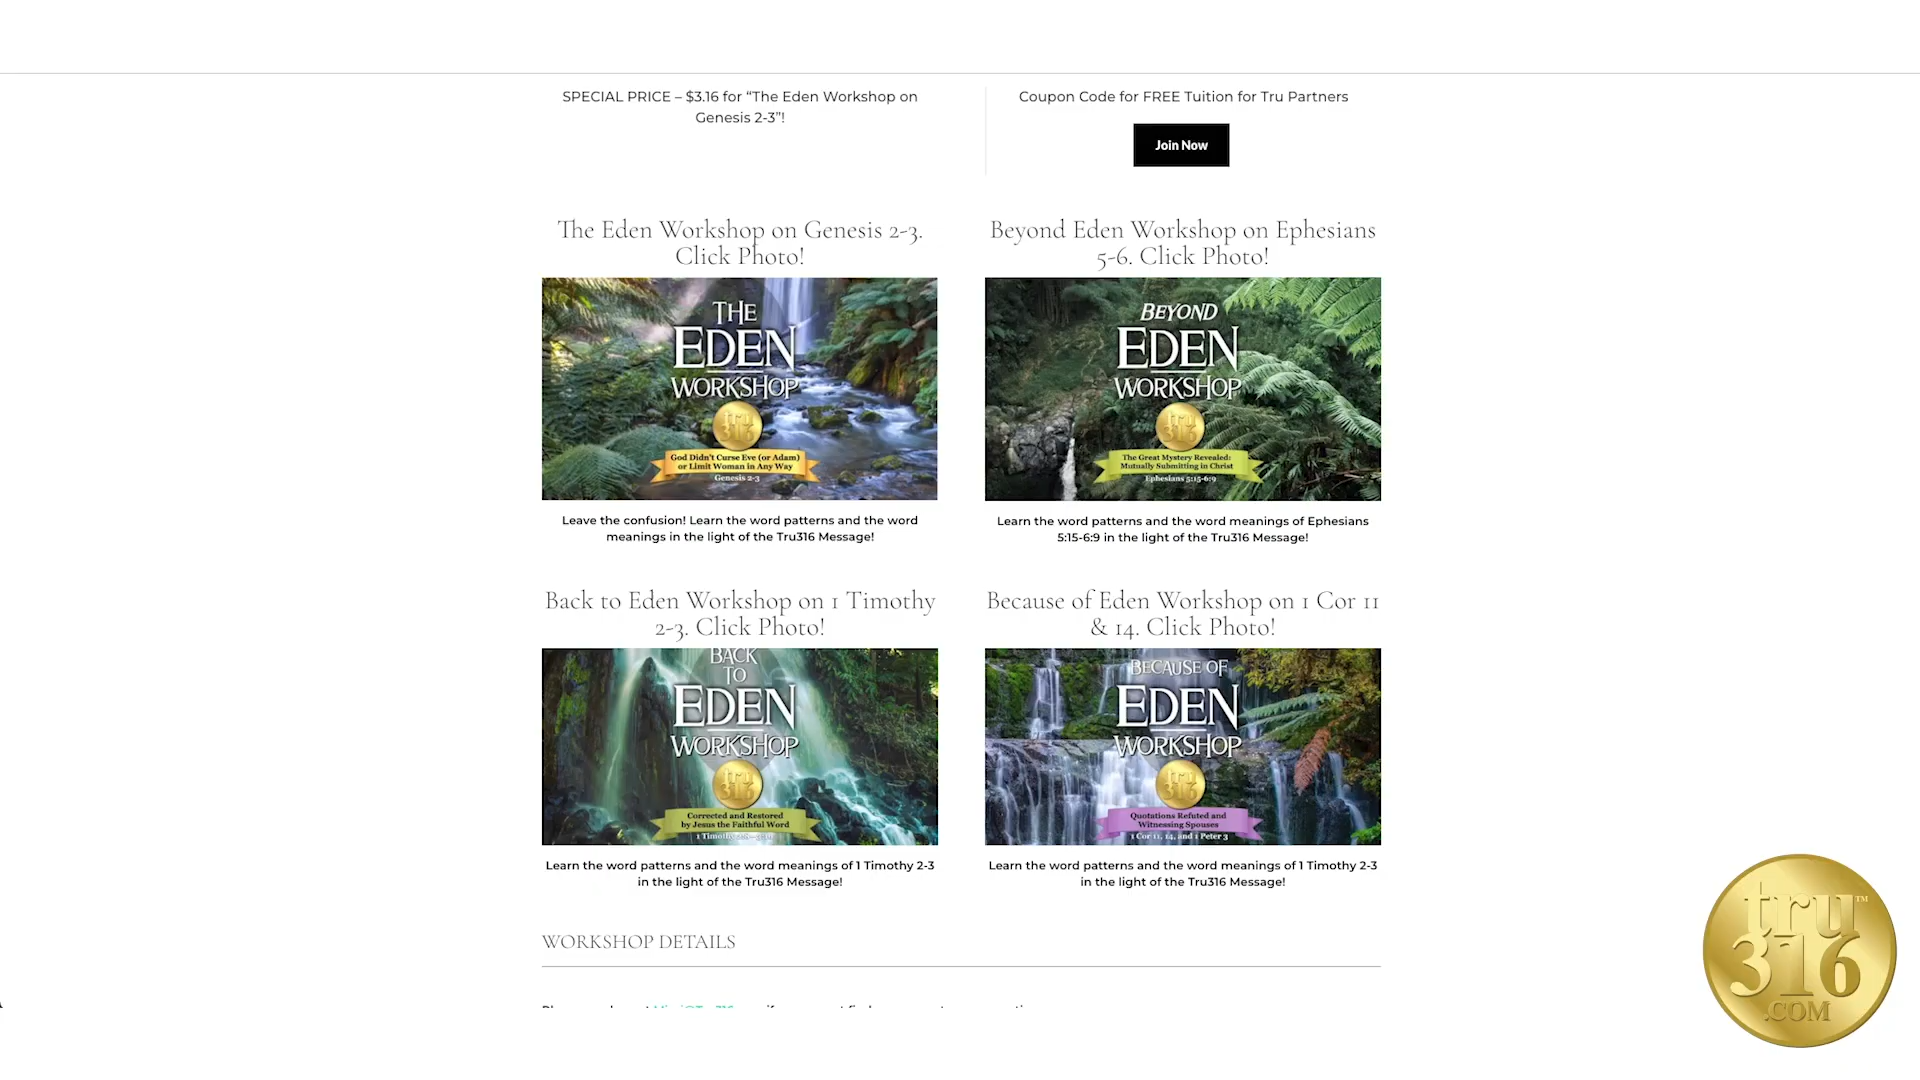 SPECIAL PRICE – $3.16 for “The Eden Workshop on
Genesis 2-3”!
Coupon Code for FREE Tuition for Tru Partners
Join Now
The Eden Workshop on Genesis 2-3.
Click Photo!
THE
EDEN
WORKSHOP
tru
316
God Didn't Curse Eve (or Adam)
or Limit Woman in Any Way
Genesis 2-3
Leave the confusion! Learn the word patterns and the word
meanings in the light of the Tru316 Message!
Beyond Eden Workshop on Ephesians
5-6. Click Photo!
BEYOND
EDEN
WORKSHOP
tru
316
The Great Mystery Revealed:
Mutually Submitting in Christ
Ephesians 5:15-6:9
Learn the word patterns and the word meanings of Ephesians
5:15-6:9 in the light of the Tru316 Message!
Back to Eden Workshop on 1 Timothy
2-3. Click Photo!
BACK
TO
EDEN
WORKSHOP
tru
316
Corrected and Restored
by Jesus the Faithful Word
1 Timothy
Learn the word patterns and the word meanings of 1 Timothy 2-3
in the light of the Tru316 Message!
Because of Eden Workshop on 1 Cor 11
& 14. Click Photo!
BECAUSE OF
EDEN
WORKSHOP
tru
316
Quotations Refuted and
Witnessing Spouses
1 Cor 11, 14, and 1 Peter 3
Learn the word patterns and the word meanings of 1 Timothy 2-3
in the light of the Tru316 Message!
WORKSHOP DETAILS
tru™
316
.COM